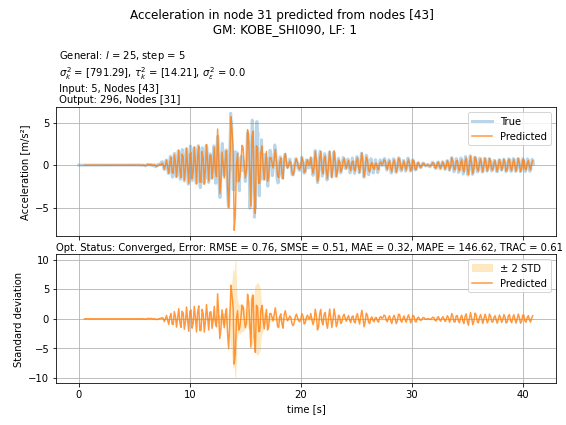 Acceleration in node 31 predicted from nodes [43]
GM: KOBE_SHI090, LF: 1
General: l = 25, step = 5
σ²ₖ = [791.29], τ²ₖ = [14.21], σ²ε = 0.0
Input: 5, Nodes [43]
Output: 296, Nodes [31]
Acceleration [m/s²]
5
0
−5
True
Predicted
Opt. Status: Converged, Error: RMSE = 0.76, SMSE = 0.51, MAE = 0.32, MAPE = 146.62, TRAC = 0.61
Standard deviation
10
5
0
−5
−10
± 2 STD
Predicted
0 10 20 30 40
time [s]